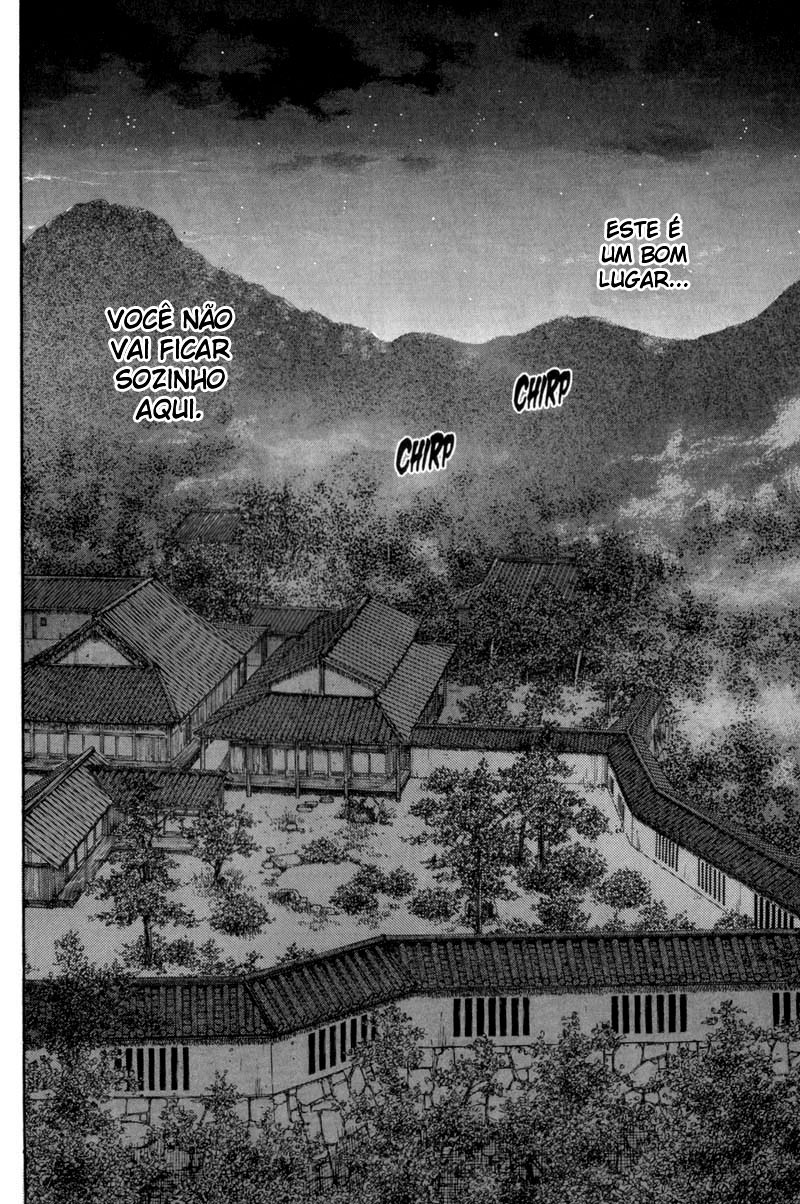 ESTE É
UM BOM
LUGAR...
VOCÊ NÃO
VAI FICAR
SOZINHO
AQUI.
CHIRP
CHIRP